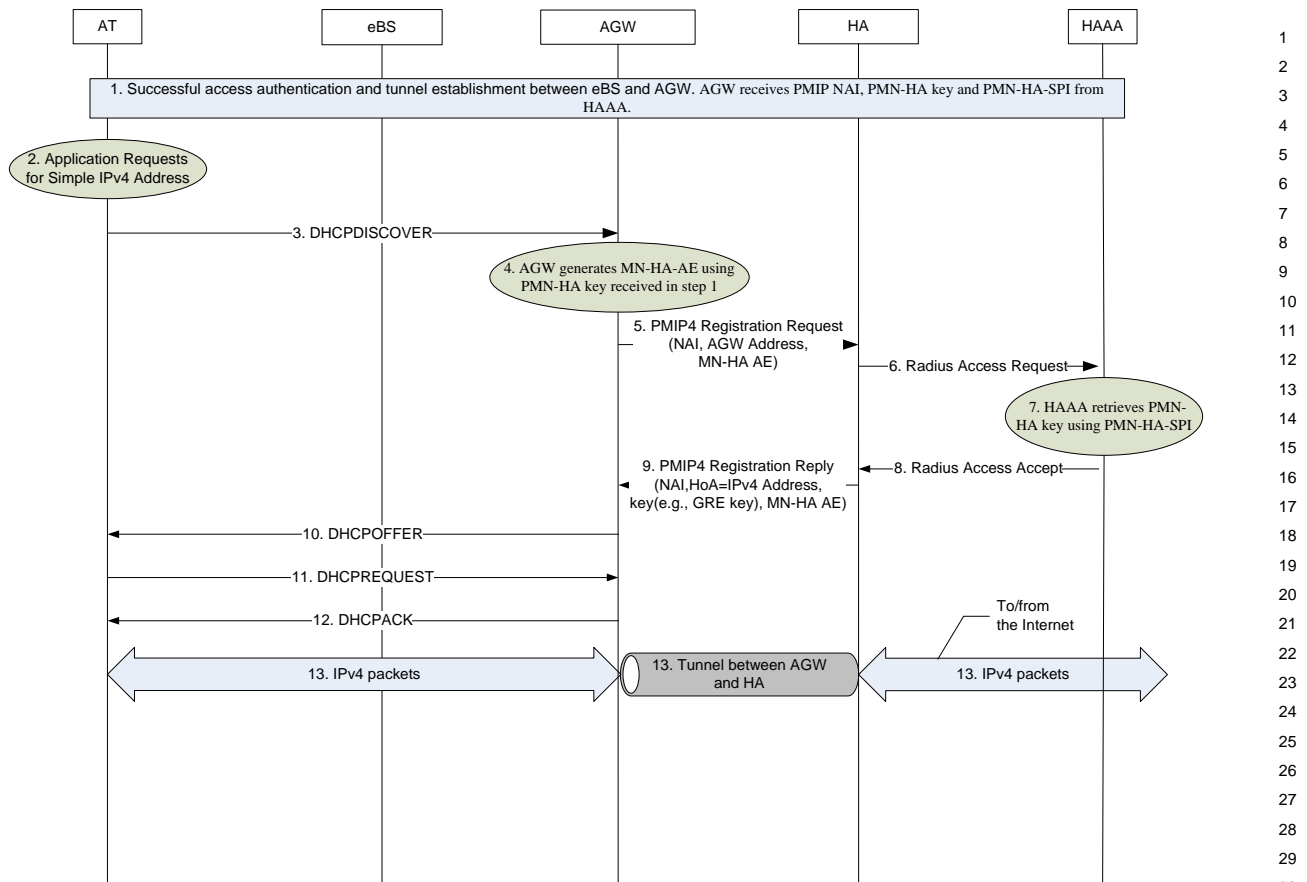 AT
eBS
AGW
HA
HAAA
1. Successful access authentication and tunnel establishment between eBS and AGW. AGW receives PMIP NAI, PMN-HA key and PMN-HA-SPI from
HAAA.
2. Application Requests
for Simple IPv4 Address
3. DHCPDISCOVER
4. AGW generates MN-HA-AE using
PMN-HA key received in step 1
5. PMIP4 Registration Request
(NAI, AGW Address,
MN-HA AE)
6. Radius Access Request
7. HAAA retrieves PMN-
HA key using PMN-HA-SPI
8. Radius Access Accept
9. PMIP4 Registration Reply
(NAI,HoA=IPv4 Address,
key(e.g., GRE key), MN-HA AE)
10. DHCPOFFER
11. DHCPREQUEST
12. DHCPACK
To/from
the Internet
13. IPv4 packets
13. Tunnel between AGW
and HA
13. IPv4 packets
1
2
3
4
5
6
7
8
9
10
11
12
13
14
15
16
17
18
19
20
21
22
23
24
25
26
27
28
29